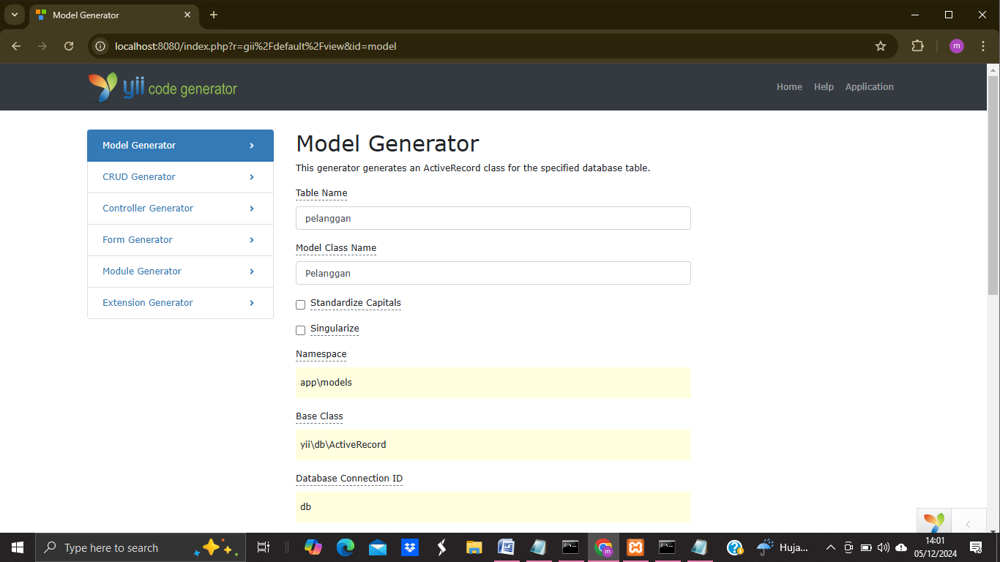 Model Generator
localhost:8080/index.php?r=gii%2Fdefault%2Fview&id=model
m
yii code generator
Home Help Application
Model Generator
CRUD Generator
Controller Generator
Form Generator
Module Generator
Extension Generator
Model Generator
This generator generates an ActiveRecord class for the specified database table.
Table Name
pelanggan
Model Class Name
Pelanggan
Standardize Capitals
Singularize
Namespace
app\models
Base Class
yii\db\ActiveRecord
Database Connection ID
db
Type here to search
Huja...
14:01
05/12/2024